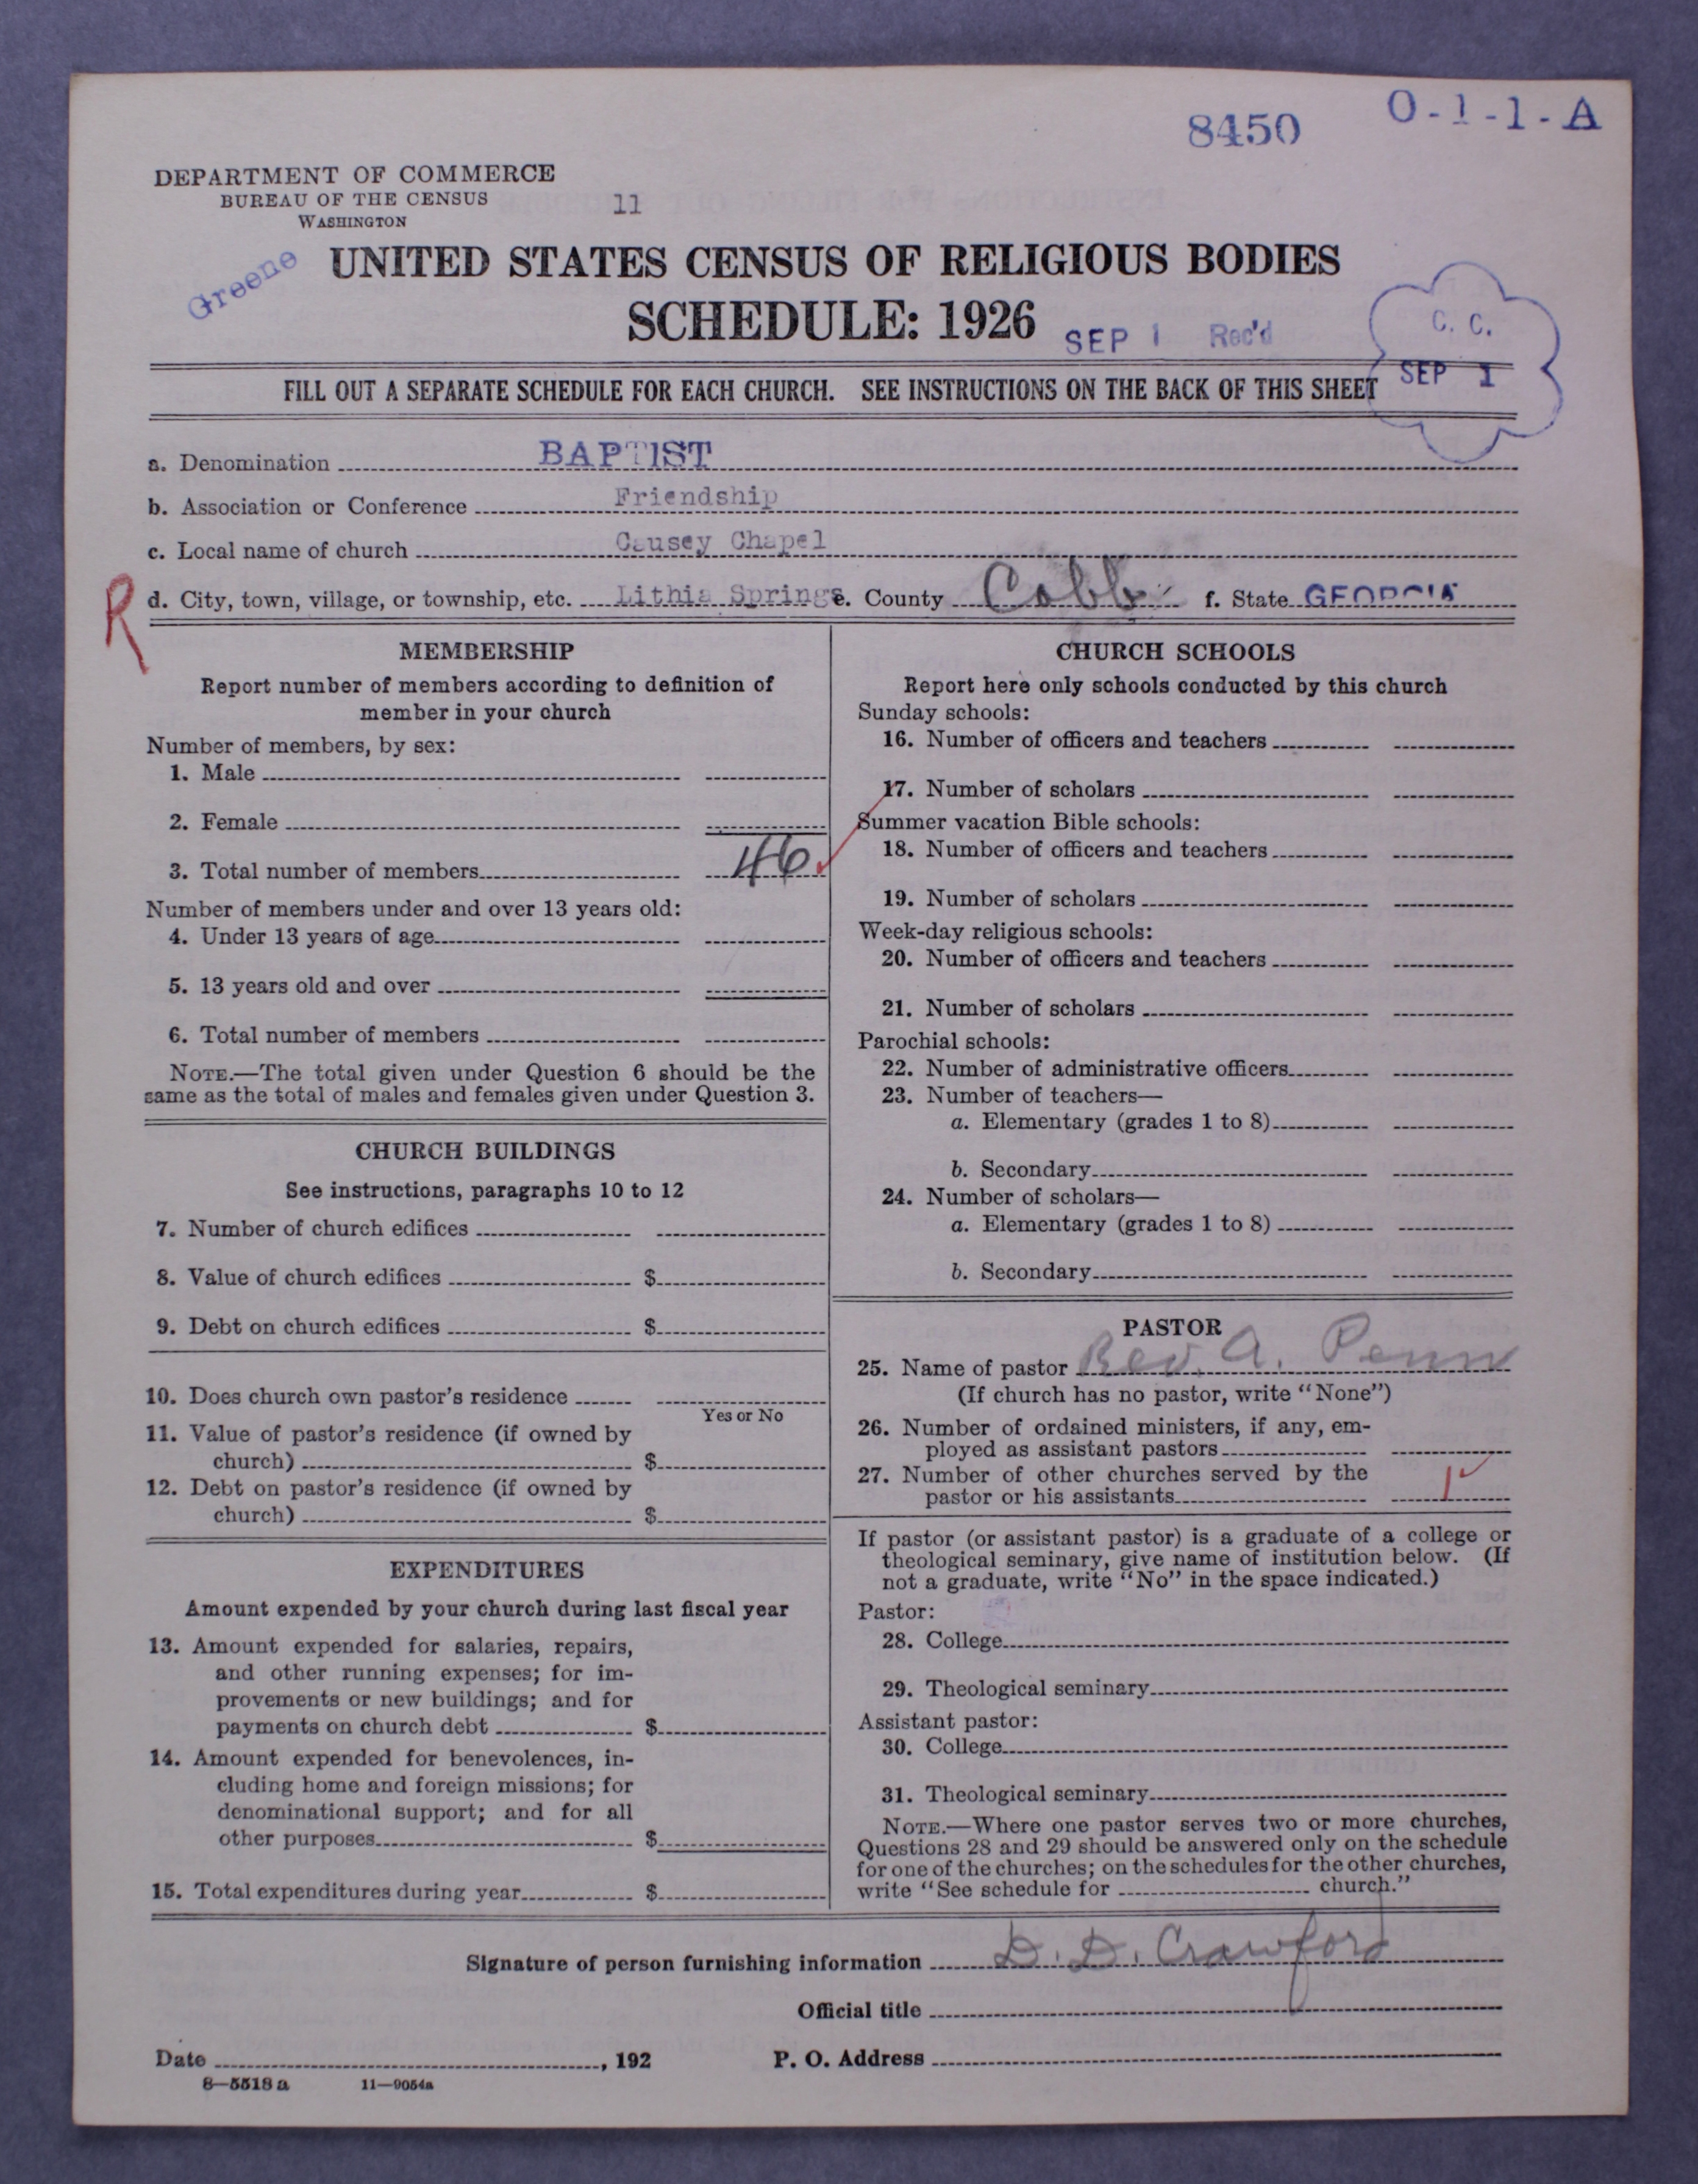 8450 O-1-1-A
DEPARTMENT OF COMMERCE
BUREAU OF THE CENSUS
WASHINGTON
11
Greene
UNITED STATES CENSUS OF RELIGIOUS BODIES
SCHEDULE: 1926
SEP 1 Rec'd
C. C.
SEP 1
FILL OUT A SEPARATE SCHEDULE FOR EACH CHURCH. SEE INSTRUCTIONS ON THE BACK OF THIS SHEET
a. Denomination BAPTIST
b. Association or Conference Friendship
c. Local name of church Causey Chapel
R d. City, town, village, or township, etc. Lithia Springs e. County Cobb f. State GEORGIA
MEMBERSHIP
Report number of members according to definition of
member in your church
Number of members, by sex:
1. Male
2. Female
3. Total number of members 46
Number of members under and over 13 years old:
4. Under 13 years of age
5. 13 years old and over
6. Total number of members
NOTE.—The total given under Question 6 should be the
same as the total of males and females given under Question 3.
CHURCH BUILDINGS
See instructions, paragraphs 10 to 12
7. Number of church edifices
8. Value of church edifices $
9. Debt on church edifices $
10. Does church own pastor's residence
Yes or No
11. Value of pastor's residence (if owned by
church) $
12. Debt on pastor's residence (if owned by
church) $
EXPENDITURES
Amount expended by your church during last fiscal year
13. Amount expended for salaries, repairs,
and other running expenses; for im-
provements or new buildings; and for
payments on church debt $
14. Amount expended for benevolences, in-
cluding home and foreign missions; for
denominational support; and for all
other purposes $
15. Total expenditures during year $
CHURCH SCHOOLS
Report here only schools conducted by this church
Sunday schools:
16. Number of officers and teachers
17. Number of scholars
Summer vacation Bible schools:
18. Number of officers and teachers
19. Number of scholars
Week-day religious schools:
20. Number of officers and teachers
21. Number of scholars
Parochial schools:
22. Number of administrative officers
23. Number of teachers—
a. Elementary (grades 1 to 8)
b. Secondary
24. Number of scholars—
a. Elementary (grades 1 to 8)
b. Secondary
PASTOR
25. Name of pastor Rev. A. Penn
(If church has no pastor, write "None")
26. Number of ordained ministers, if any, em-
ployed as assistant pastors
27. Number of other churches served by the
pastor or his assistants 1
If pastor (or assistant pastor) is a graduate of a college or
theological seminary, give name of institution below. (If
not a graduate, write "No" in the space indicated.)
Pastor:
28. College
29. Theological seminary
Assistant pastor:
30. College
31. Theological seminary
NOTE.—Where one pastor serves two or more churches,
Questions 28 and 29 should be answered only on the schedule
for one of the churches; on the schedules for the other churches,
write "See schedule for church."
Signature of person furnishing information D. D. Crawford
Official title
Date , 192 P. O. Address
8—5518 a 11—9054a